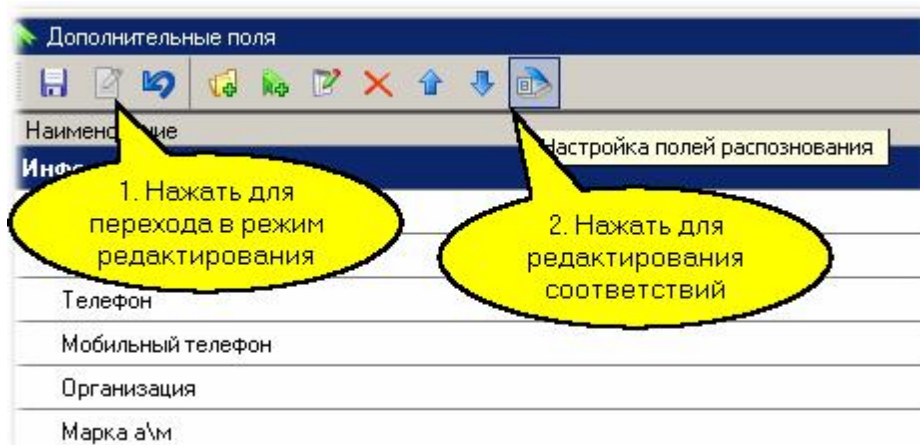 Дополнительные поля
Наименование
Настройка полей распознования
Инфо
1. Нажать для
перехода в режим
редактирования
2. Нажать для
редактирования
соответствий
Телефон
Мобильный телефон
Организация
Марка а\м